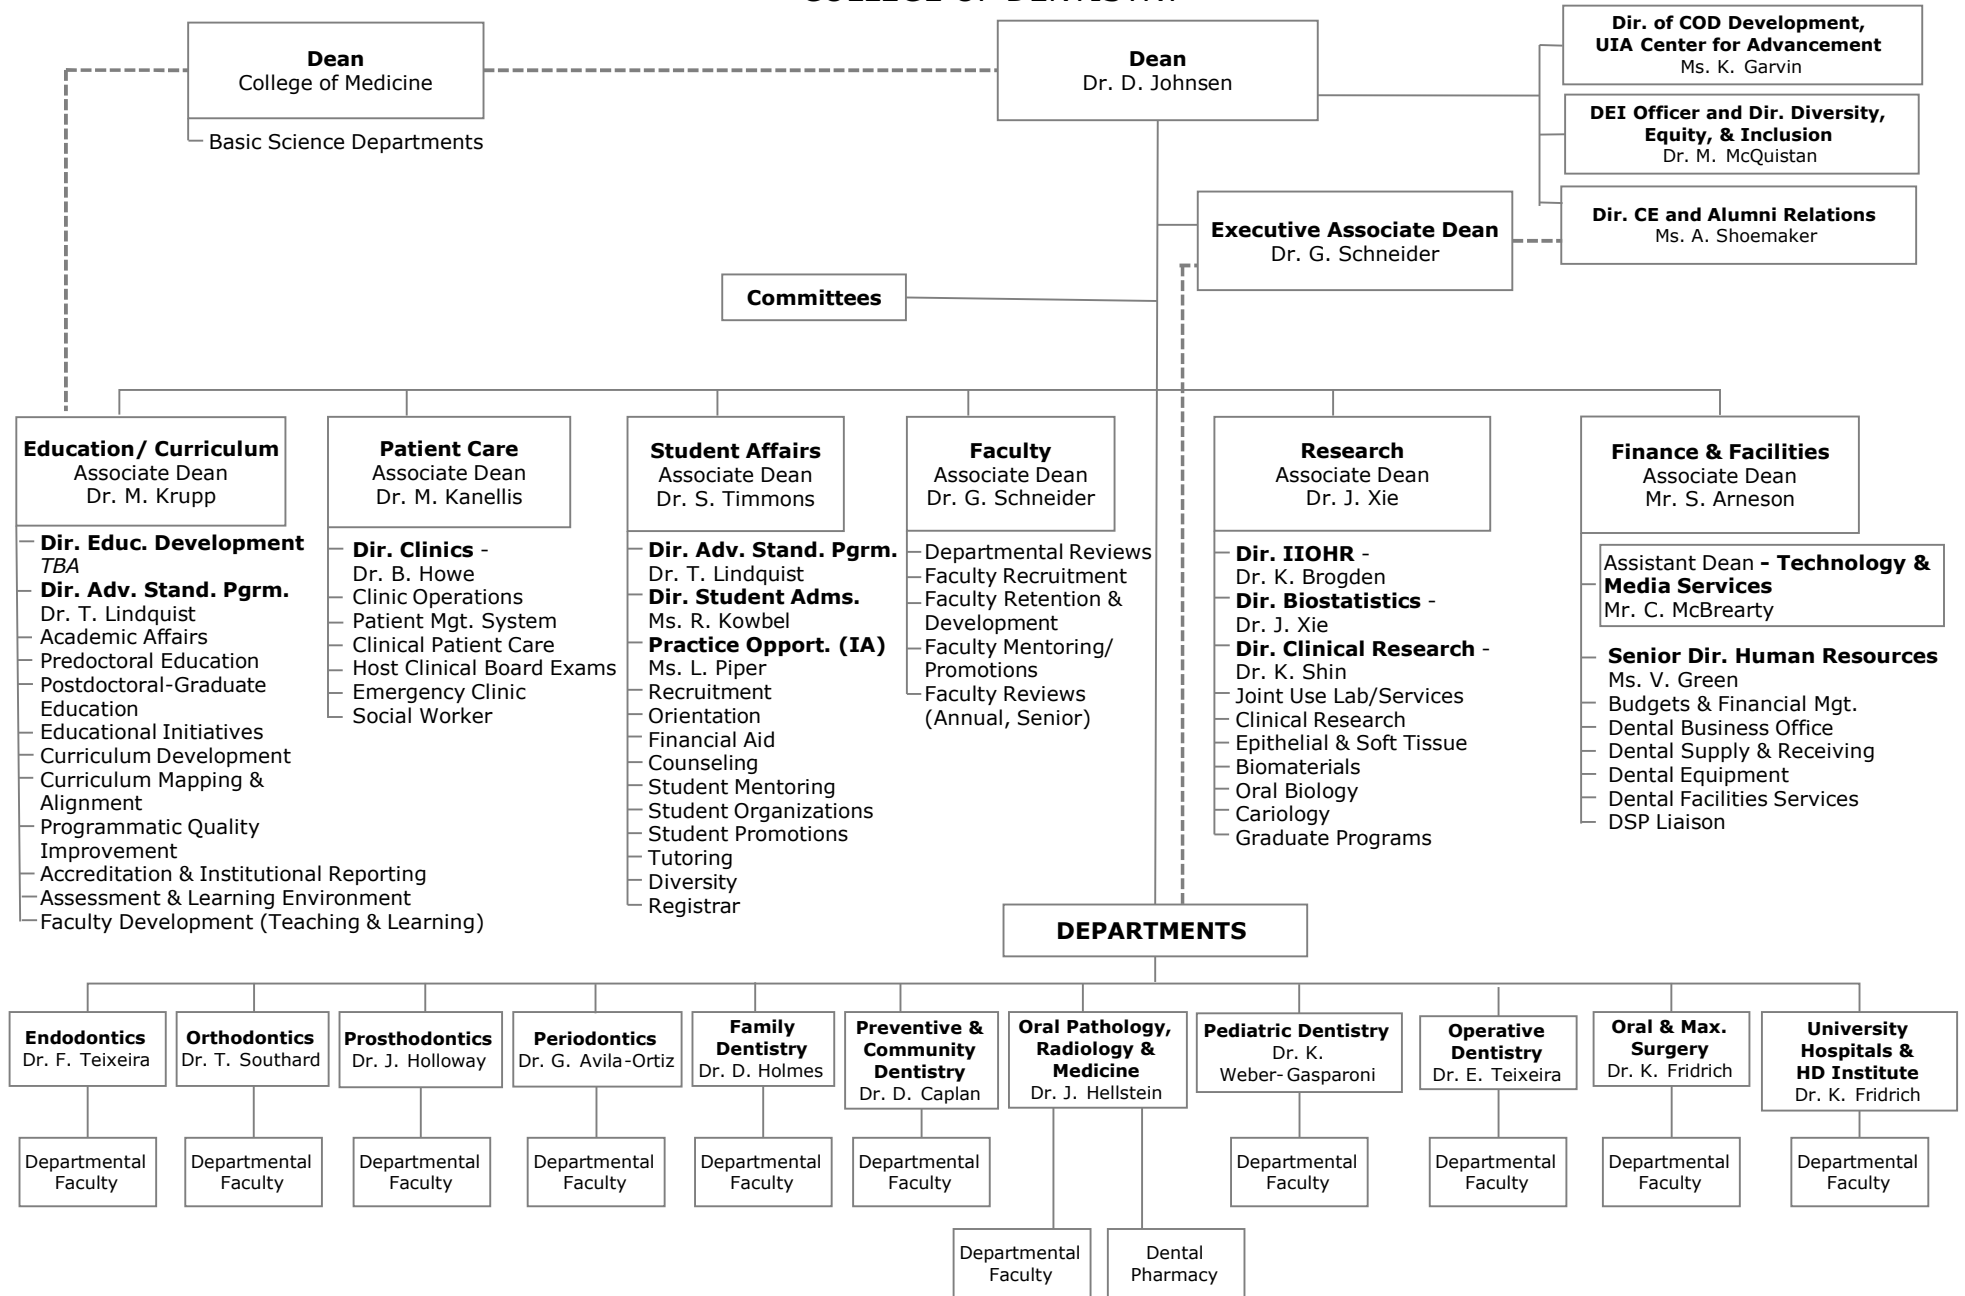 COLLEGE OF DENTISTRY
Dean
College of Medicine
Basic Science Departments
Dean
Dr. D. Johnsen
Dir. of COD Development,
UIA Center for Advancement
Ms. K. Garvin
DEI Officer and Dir. Diversity,
Equity, & Inclusion
Dr. M. McQuistan
Dir. CE and Alumni Relations
Ms. A. Shoemaker
Executive Associate Dean
Dr. G. Schneider
Committees
Education/ Curriculum
Associate Dean
Dr. M. Krupp
Dir. Educ. Development
TBA
Dir. Adv. Stand. Pgrm.
Dr. T. Lindquist
Academic Affairs
Predoctoral Education
Postdoctoral-Graduate
Education
Educational Initiatives
Curriculum Development
Curriculum Mapping &
Alignment
Programmatic Quality
Improvement
Accreditation & Institutional Reporting
Assessment & Learning Environment
Faculty Development (Teaching & Learning)
Patient Care
Associate Dean
Dr. M. Kanellis
Dir. Clinics -
Dr. B. Howe
Clinic Operations
Patient Mgt. System
Clinical Patient Care
Host Clinical Board Exams
Emergency Clinic
Social Worker
Student Affairs
Associate Dean
Dr. S. Timmons
Dir. Adv. Stand. Pgrm.
Dr. T. Lindquist
Dir. Student Adms.
Ms. R. Kowbel
Practice Opport. (IA)
Ms. L. Piper
Recruitment
Orientation
Financial Aid
Counseling
Student Mentoring
Student Organizations
Student Promotions
Tutoring
Diversity
Registrar
Faculty
Associate Dean
Dr. G. Schneider
Departmental Reviews
Faculty Recruitment
Faculty Retention &
Development
Faculty Mentoring/
Promotions
Faculty Reviews
(Annual, Senior)
Research
Associate Dean
Dr. J. Xie
Dir. IIOHR -
Dr. K. Brogden
Dir. Biostatistics -
Dr. J. Xie
Dir. Clinical Research -
Dr. K. Shin
Joint Use Lab/Services
Clinical Research
Epithelial & Soft Tissue
Biomaterials
Oral Biology
Cariology
Graduate Programs
Finance & Facilities
Associate Dean
Mr. S. Arneson
Assistant Dean - Technology &
Media Services
Mr. C. McBrearty
Senior Dir. Human Resources
Ms. V. Green
Budgets & Financial Mgt.
Dental Business Office
Dental Supply & Receiving
Dental Equipment
Dental Facilities Services
DSP Liaison
DEPARTMENTS
Endodontics
Dr. F. Teixeira
Departmental
Faculty
Orthodontics
Dr. T. Southard
Departmental
Faculty
Prosthodontics
Dr. J. Holloway
Departmental
Faculty
Periodontics
Dr. G. Avila-Ortiz
Departmental
Faculty
Family
Dentistry
Dr. D. Holmes
Departmental
Faculty
Preventive &
Community
Dentistry
Dr. D. Caplan
Departmental
Faculty
Oral Pathology,
Radiology &
Medicine
Dr. J. Hellstein
Departmental
Faculty
Dental
Pharmacy
Pediatric Dentistry
Dr. K.
Weber-Gasparoni
Departmental
Faculty
Operative
Dentistry
Dr. E. Teixeira
Departmental
Faculty
Oral & Max.
Surgery
Dr. K. Fridrich
Departmental
Faculty
University
Hospitals &
HD Institute
Dr. K. Fridrich
Departmental
Faculty